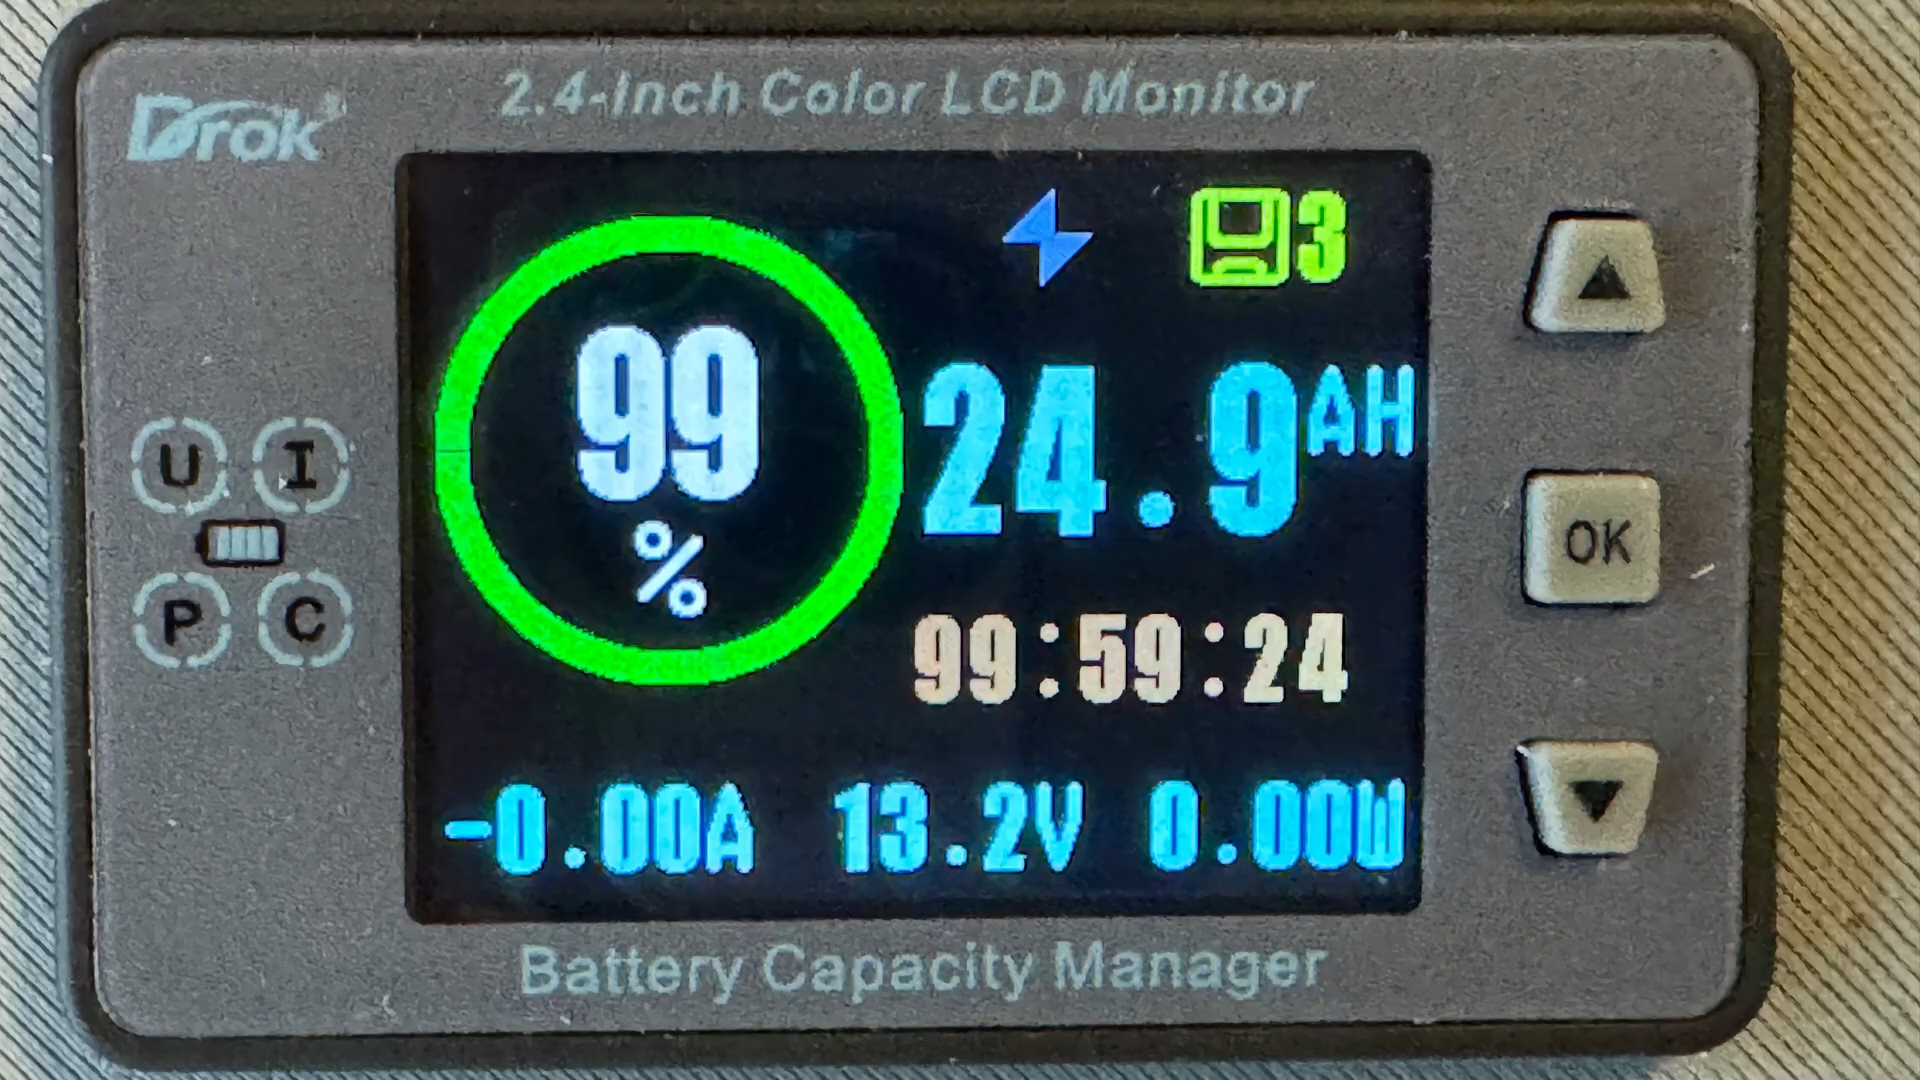 Drok
2.4-Inch Color LCD Monitor
3
99
%
24.9AH
99:59:24
-0.00A 13.2V 0.00W
U I
P C
▲
OK
▼
Battery Capacity Manager